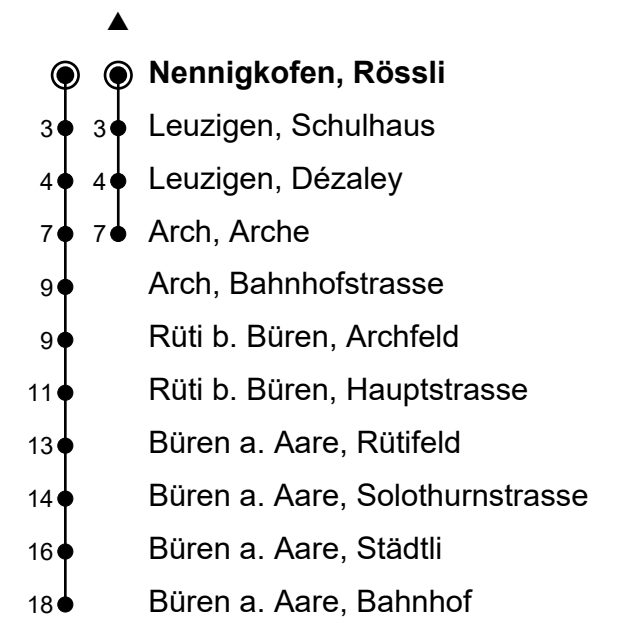 ▲
Nennigkofen, Rössli
3 3 Leuzigen, Schulhaus
4 4 Leuzigen, Dézaley
7 7 Arch, Arche
9 Arch, Bahnhofstrasse
9 Rüti b. Büren, Archfeld
11 Rüti b. Büren, Hauptstrasse
13 Büren a. Aare, Rütifeld
14 Büren a. Aare, Solothurnstrasse
16 Büren a. Aare, Städtli
18 Büren a. Aare, Bahnhof